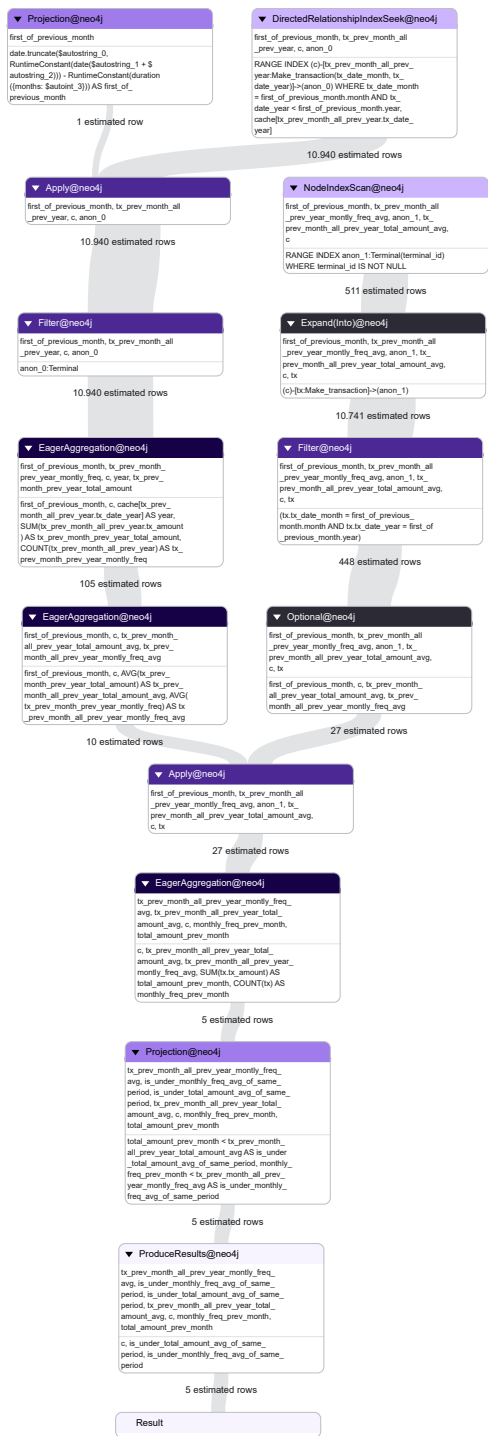 Projection@neo4j
first_of_previous_month
date.truncate($autostring_0,
RuntimeConstant(date($autostring_1 + $
autostring_2))) - RuntimeConstant(duration
({months: $autoint_3})) AS first_of_
previous_month
1 estimated row
DirectedRelationshipIndexSeek@neo4j
first_of_previous_month, tx_prev_month_all
_prev_year, c, anon_0
RANGE INDEX (c)-[tx_prev_month_all_prev_
year:Make_transaction(tx_date_month, tx_
date_year)]->(anon_0) WHERE tx_date_month
= first_of_previous_month.month AND tx_
date_year < first_of_previous_month.year,
cache[tx_prev_month_all_prev_year.tx_date_
year]
10.940 estimated rows
Apply@neo4j
first_of_previous_month, tx_prev_month_all
_prev_year, c, anon_0
10.940 estimated rows
NodeIndexScan@neo4j
first_of_previous_month, tx_prev_month_all
_prev_year_montly_freq_avg, anon_1, tx_
prev_month_all_prev_year_total_amount_avg,
c
RANGE INDEX anon_1:Terminal(terminal_id)
WHERE terminal_id IS NOT NULL
511 estimated rows
Filter@neo4j
first_of_previous_month, tx_prev_month_all
_prev_year, c, anon_0
anon_0:Terminal
10.940 estimated rows
Expand(Into)@neo4j
first_of_previous_month, tx_prev_month_all
_prev_year_montly_freq_avg, anon_1, tx_
prev_month_all_prev_year_total_amount_avg,
c, tx
(c)-[tx:Make_transaction]->(anon_1)
10.741 estimated rows
EagerAggregation@neo4j
first_of_previous_month, tx_prev_month_
prev_year_montly_freq, c, year, tx_prev_
month_prev_year_total_amount
first_of_previous_month, c, cache[tx_prev_
month_all_prev_year.tx_date_year] AS year,
SUM(tx_prev_month_all_prev_year.tx_amount
) AS tx_prev_month_prev_year_total_amount,
COUNT(tx_prev_month_all_prev_year) AS tx_
prev_month_prev_year_montly_freq
105 estimated rows
Filter@neo4j
first_of_previous_month, tx_prev_month_all
_prev_year_montly_freq_avg, anon_1, tx_
prev_month_all_prev_year_total_amount_avg,
c, tx
(tx.tx_date_month = first_of_previous_
month.month AND tx.tx_date_year = first_of
_previous_month.year)
448 estimated rows
EagerAggregation@neo4j
first_of_previous_month, c, tx_prev_month_
all_prev_year_total_amount_avg, tx_prev_
month_all_prev_year_montly_freq_avg
first_of_previous_month, c, AVG(tx_prev_
month_prev_year_total_amount) AS tx_prev_
month_all_prev_year_total_amount_avg, AVG(
tx_prev_month_prev_year_montly_freq) AS tx
_prev_month_all_prev_year_montly_freq_avg
10 estimated rows
Optional@neo4j
first_of_previous_month, tx_prev_month_all
_prev_year_montly_freq_avg, anon_1, tx_
prev_month_all_prev_year_total_amount_avg,
c, tx
first_of_previous_month, c, tx_prev_month_
all_prev_year_total_amount_avg, tx_prev_
month_all_prev_year_montly_freq_avg
27 estimated rows
Apply@neo4j
first_of_previous_month, tx_prev_month_all
_prev_year_montly_freq_avg, anon_1, tx_
prev_month_all_prev_year_total_amount_avg,
c, tx
27 estimated rows
EagerAggregation@neo4j
tx_prev_month_all_prev_year_montly_freq_
avg, tx_prev_month_all_prev_year_total_
amount_avg, c, monthly_freq_prev_month,
total_amount_prev_month
c, tx_prev_month_all_prev_year_total_
amount_avg, tx_prev_month_all_prev_year_
montly_freq_avg, SUM(tx.tx_amount) AS
total_amount_prev_month, COUNT(tx) AS
monthly_freq_prev_month
5 estimated rows
Projection@neo4j
tx_prev_month_all_prev_year_montly_freq_
avg, is_under_monthly_freq_avg_of_same_
period, is_under_total_amount_avg_of_same_
period, tx_prev_month_all_prev_year_total_
amount_avg, c, monthly_freq_prev_month,
total_amount_prev_month
total_amount_prev_month < tx_prev_month_
all_prev_year_total_amount_avg AS is_under
_total_amount_avg_of_same_period, monthly_
freq_prev_month < tx_prev_month_all_prev_
year_montly_freq_avg AS is_under_monthly_
freq_avg_of_same_period
5 estimated rows
ProduceResults@neo4j
tx_prev_month_all_prev_year_montly_freq_
avg, is_under_monthly_freq_avg_of_same_
period, is_under_total_amount_avg_of_same_
period, tx_prev_month_all_prev_year_total_
amount_avg, c, monthly_freq_prev_month,
total_amount_prev_month
c, is_under_total_amount_avg_of_same_
period, is_under_monthly_freq_avg_of_same_
period
5 estimated rows
Result